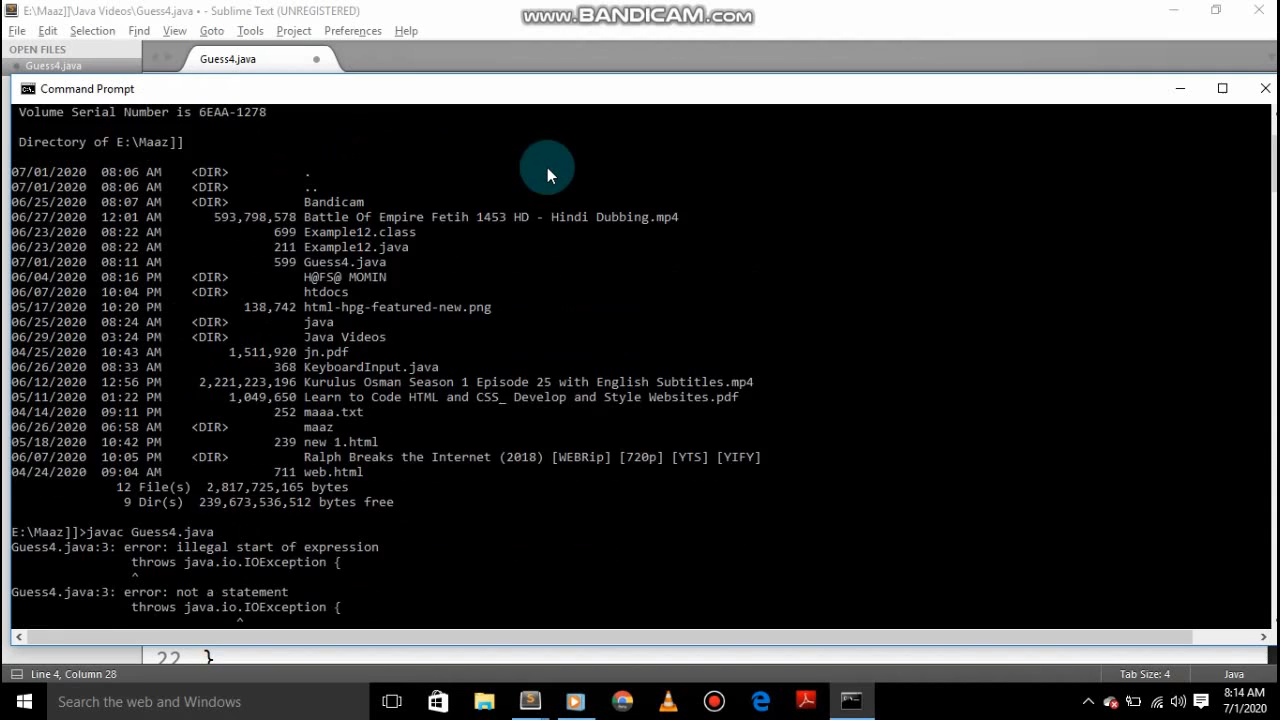 E:\Maaz]\Java Videos\Guess4.java • - Sublime Text (UNREGISTERED)
www.BANDICAM.com
File Edit Selection Find View Goto Tools Project Preferences Help
OPEN FILES
Guess4.java
Guess4.java
Command Prompt
Volume Serial Number is 6EAA-1278
Directory of E:\Maaz]]
07/01/2020 08:06 AM <DIR> .
07/01/2020 08:06 AM <DIR> ..
06/25/2020 08:07 AM <DIR> Bandicam
06/27/2020 12:01 AM 593,798,578 Battle Of Empire Fetih 1453 HD - Hindi Dubbing.mp4
06/23/2020 08:22 AM 699 Example12.class
06/23/2020 08:22 AM 211 Example12.java
07/01/2020 08:11 AM 599 Guess4.java
06/04/2020 08:16 PM <DIR> H@FS@ MOMIN
06/07/2020 10:04 PM <DIR> htdocs
05/17/2020 10:20 PM 138,742 html-hpg-featured-new.png
06/25/2020 08:24 AM <DIR> java
06/29/2020 03:24 PM <DIR> Java Videos
04/25/2020 10:43 AM 1,511,920 jn.pdf
06/26/2020 08:33 AM 368 KeyboardInput.java
06/12/2020 12:56 PM 2,221,223,196 Kurulus Osman Season 1 Episode 25 with English Subtitles.mp4
05/11/2020 01:22 PM 1,049,650 Learn to Code HTML and CSS_ Develop and Style Websites.pdf
04/14/2020 09:11 PM 252 maaa.txt
06/26/2020 06:58 AM <DIR> maaz
05/18/2020 10:42 PM 239 new 1.html
06/07/2020 10:05 PM <DIR> Ralph Breaks the Internet (2018) [WEBRip] [720p] [YTS] [YIFY]
04/24/2020 09:04 AM 711 web.html
12 File(s) 2,817,725,165 bytes
9 Dir(s) 239,673,536,512 bytes free
E:\Maaz]]>javac Guess4.java
Guess4.java:3: error: illegal start of expression
throws java.io.IOException {
^
Guess4.java:3: error: not a statement
throws java.io.IOException {
^
22 }
Line 4, Column 28 Tab Size: 4 Java
Search the web and Windows
8:14 AM
7/1/2020